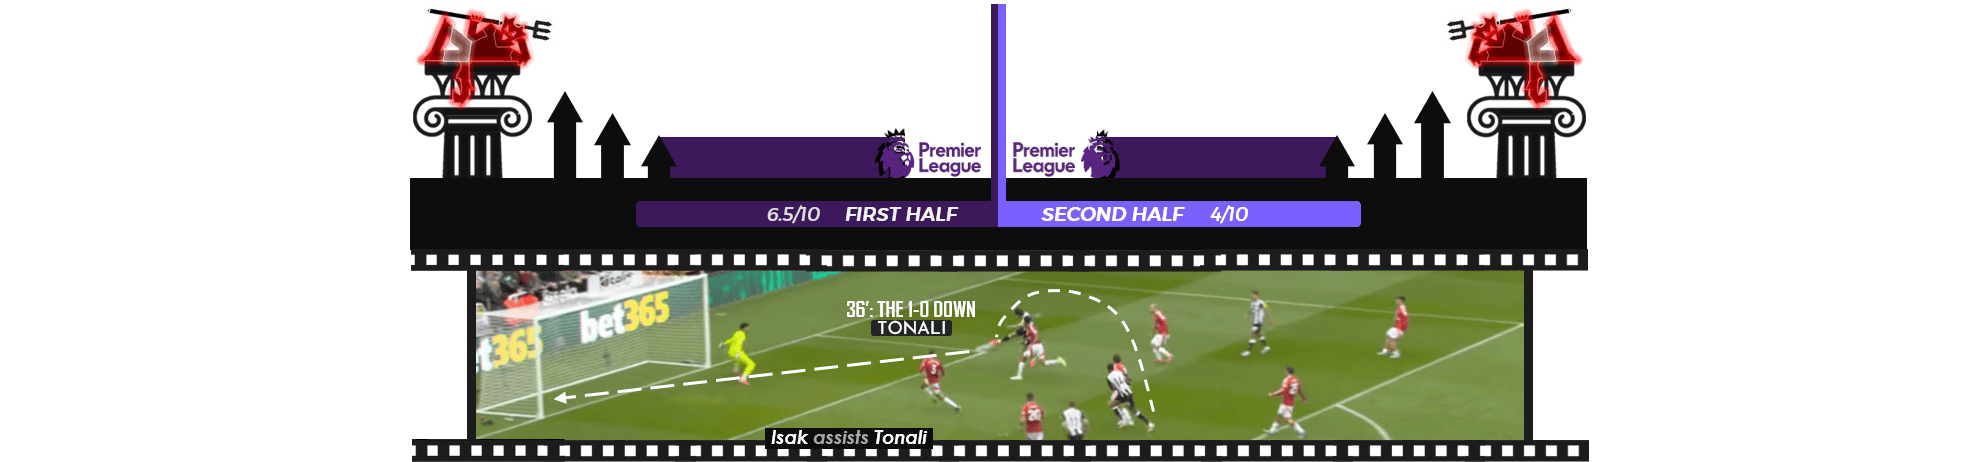 Premier
League
Premier
League
6.5/10 FIRST HALF
SECOND HALF 4/10
bet365
t365
36': THE 1-0 DOWN
TONALI
3
Isak assists Tonali